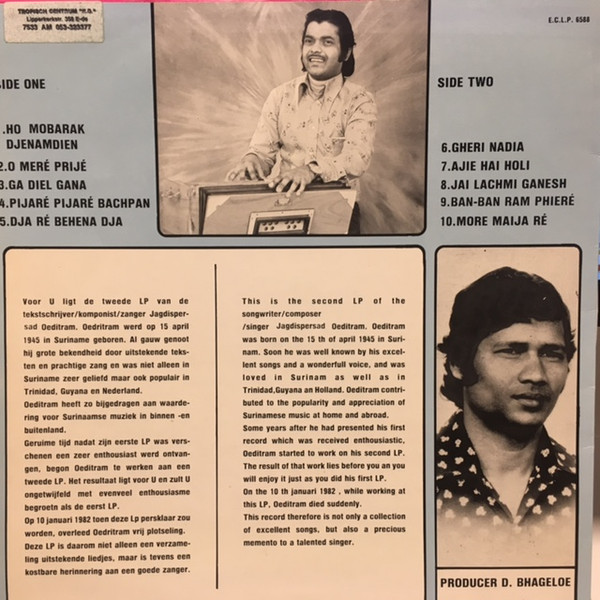 TROPISCH CENTRUM "H.G."
Lipperkerkstr. 358 E-de
7533 AM 053-323377
E.C.L.P. 6568
IDE ONE
.HO MOBARAK
DJENAMDIEN
2.O MERÉ PRIJÉ
3.GA DIEL GANA
4.PIJARÉ PIJARÉ BACHPAN
5.DJA RÉ BEHENA DJA
SIDE TWO
6.GHERI NADIA
7.AJIE HAI HOLI
8.JAI LACHMI GANESH
9.BAN-BAN RAM PHIERÉ
10.MORE MAIJA RÉ
Voor U ligt de tweede LP van de
tekstschrijver/komponist/zanger Jagdisper-
sad Oeditram. Oedritram werd op 15 april
1945 in Suriname geboren. Al gauw genoot
hij grote bekendheid door uitstekende teks-
ten en prachtige zang en was niet alleen in
Suriname zeer geliefd maar ook populair in
Trinidad, Guyana en Nederland.
Oeditram heeft zo bijgedragen aan waarde-
ring voor Surinaamse muziek in binnen -en
buitenland.
Geruime tijd nadat zijn eerste LP was vers-
chenen een zeer enthousiast werd ontvan-
gen, begon Oeditram te werken aan een
tweede LP. Het resultaat ligt voor U en zult U
ongetwijfeld met evenveel enthousiasme
begroetn als de eerst LP.
Op 10 januari 1982 toen deze Lp persklaar zou
worden, overleed Oedritram vrij plotseling.
Deze LP is daarom niet alleen een verzame-
ling uitstekende liedjes, maar is tevens een
kostbare herinnering aan een goede zanger.
This is the second LP of the
songwriter/composer
/singer Jagdispersad Oeditram. Oeditram
was born on the 15 th of april 1945 in Suri-
nam. Soon he was well known by his excel-
lent songs and a wonderfull voice, and was
loved in Surinam as well as in
Trinidad,Guyana an Holland. Oeditram contri-
buted to the popularity and appreciation of
Surinamese music at home and abroad.
Some years after he had presented his first
record which was received enthousiastic,
Oeditram started to work on his second LP.
The result of that work lies before you an you
will enjoy it just as you did his first LP.
On the 10 th januari 1982 , while working at
this LP, Oeditram died suddenly.
This record therefore is not only a collection
of excellent songs, but also a precious
memento to a talented singer.
PRODUCER D. BHAGELOE